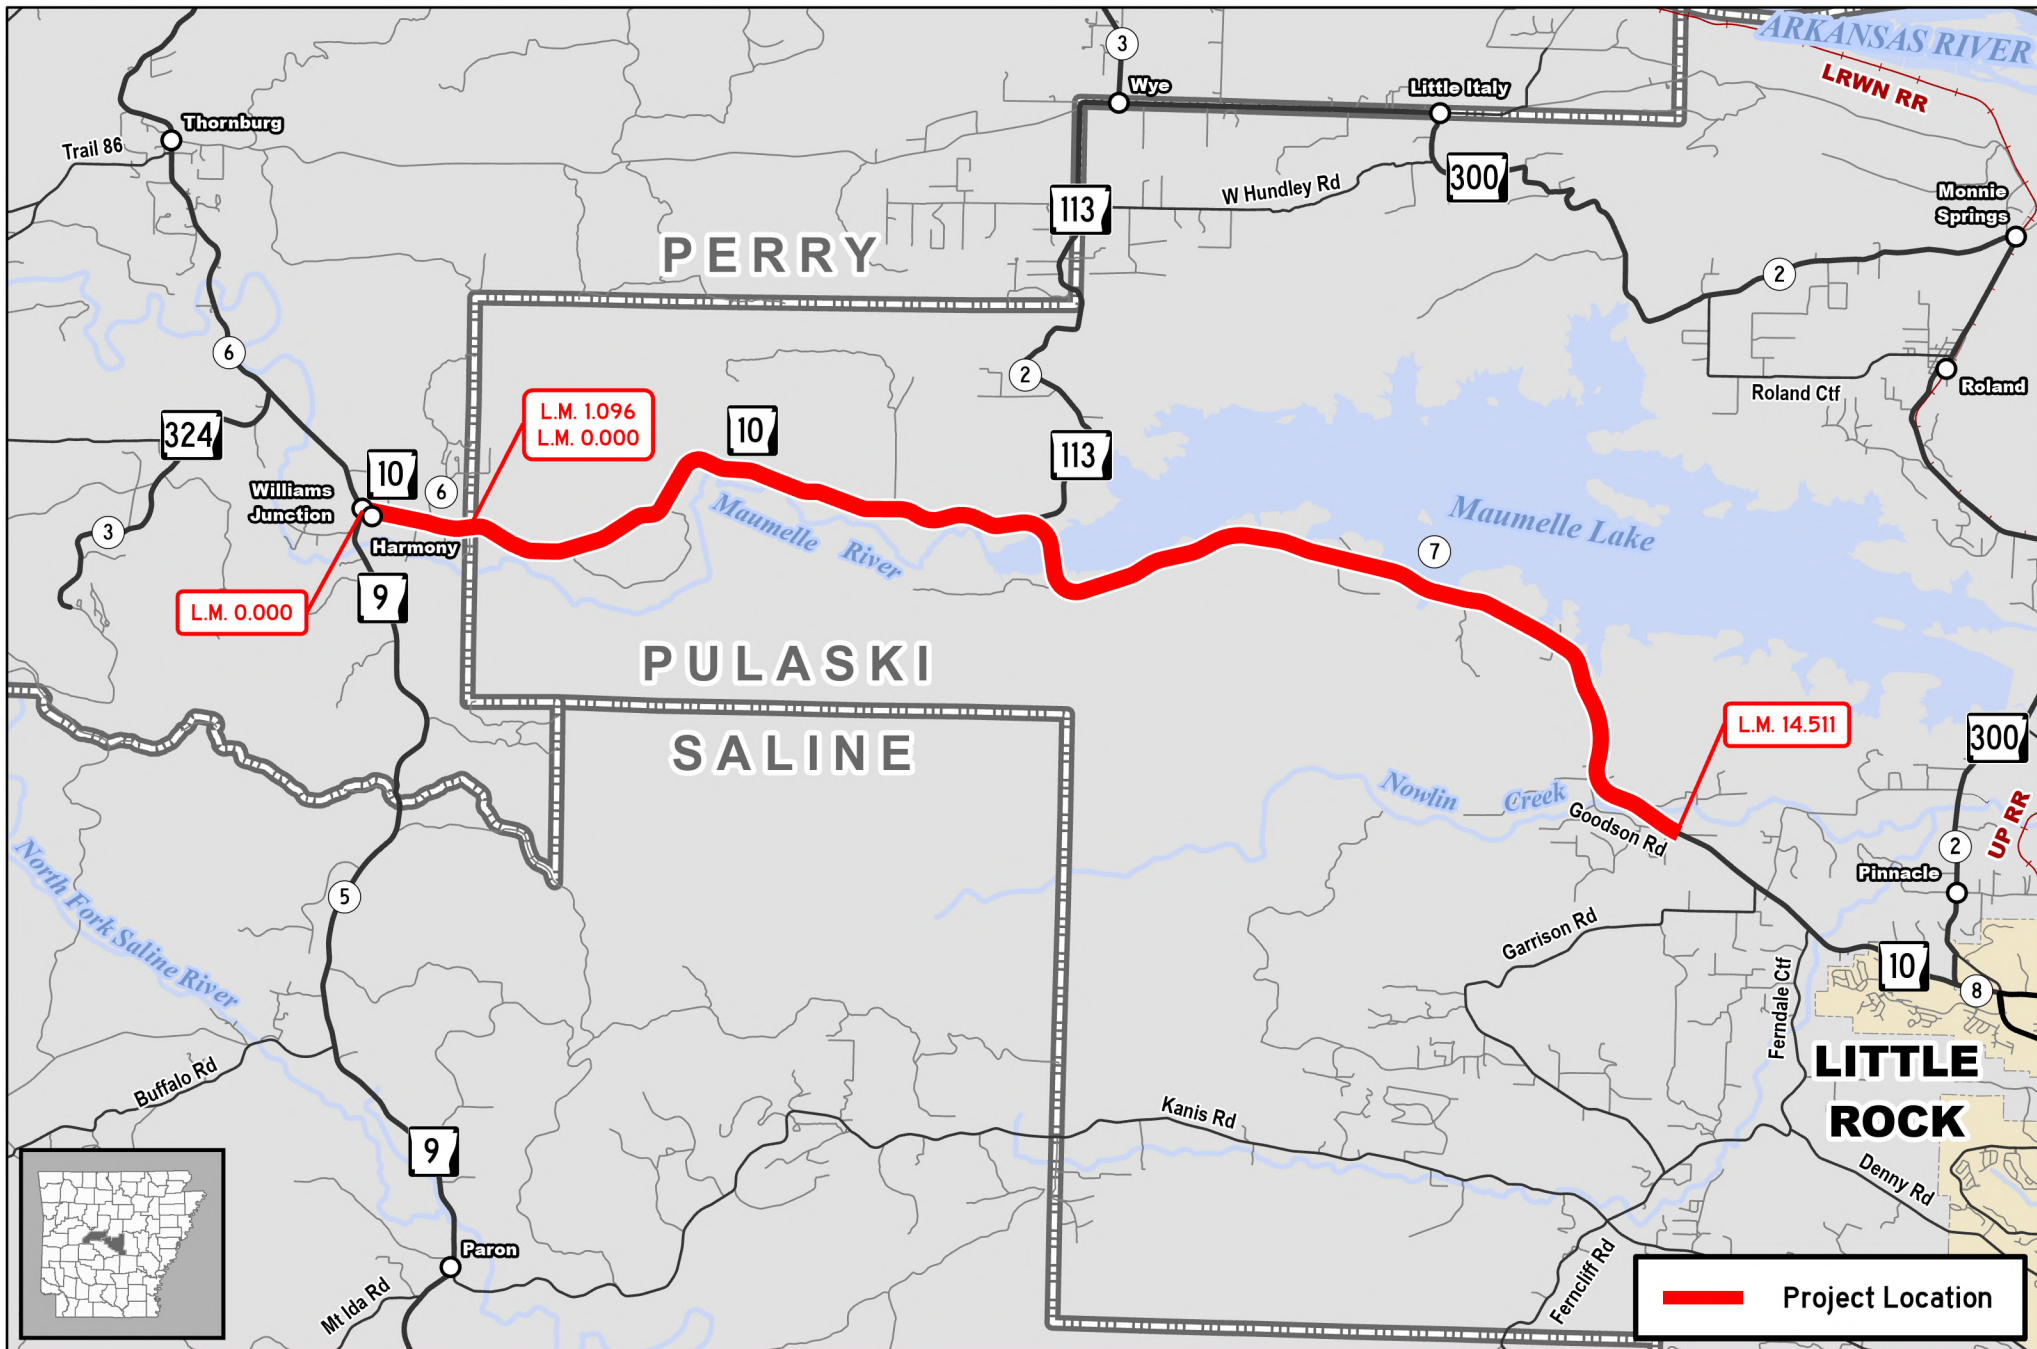 ARKANSAS RIVER
LRWN RR
3
Wye
Little Italy
Thornburg
Trail 86
300
W Hundley Rd
113
Monnie
Springs
PERRY
2
6
2
Roland Ctf
Roland
L.M. 1.096
L.M. 0.000
10
324
113
10
6
Williams
Junction
Maumelle Lake
Maumelle River
3
Harmony
7
9
L.M. 0.000
PULASKI
SALINE
L.M. 14.511
300
Nowlin Creek
Goodson Rd
UP RR
2
Pinnacle
North Fork Saline River
5
Garrison Rd
10
8
Ferndale Ctf
LITTLE
ROCK
Buffalo Rd
Kanis Rd
9
Denny Rd
Paron
Mt Ida Rd
Ferncliff Rd
Project Location